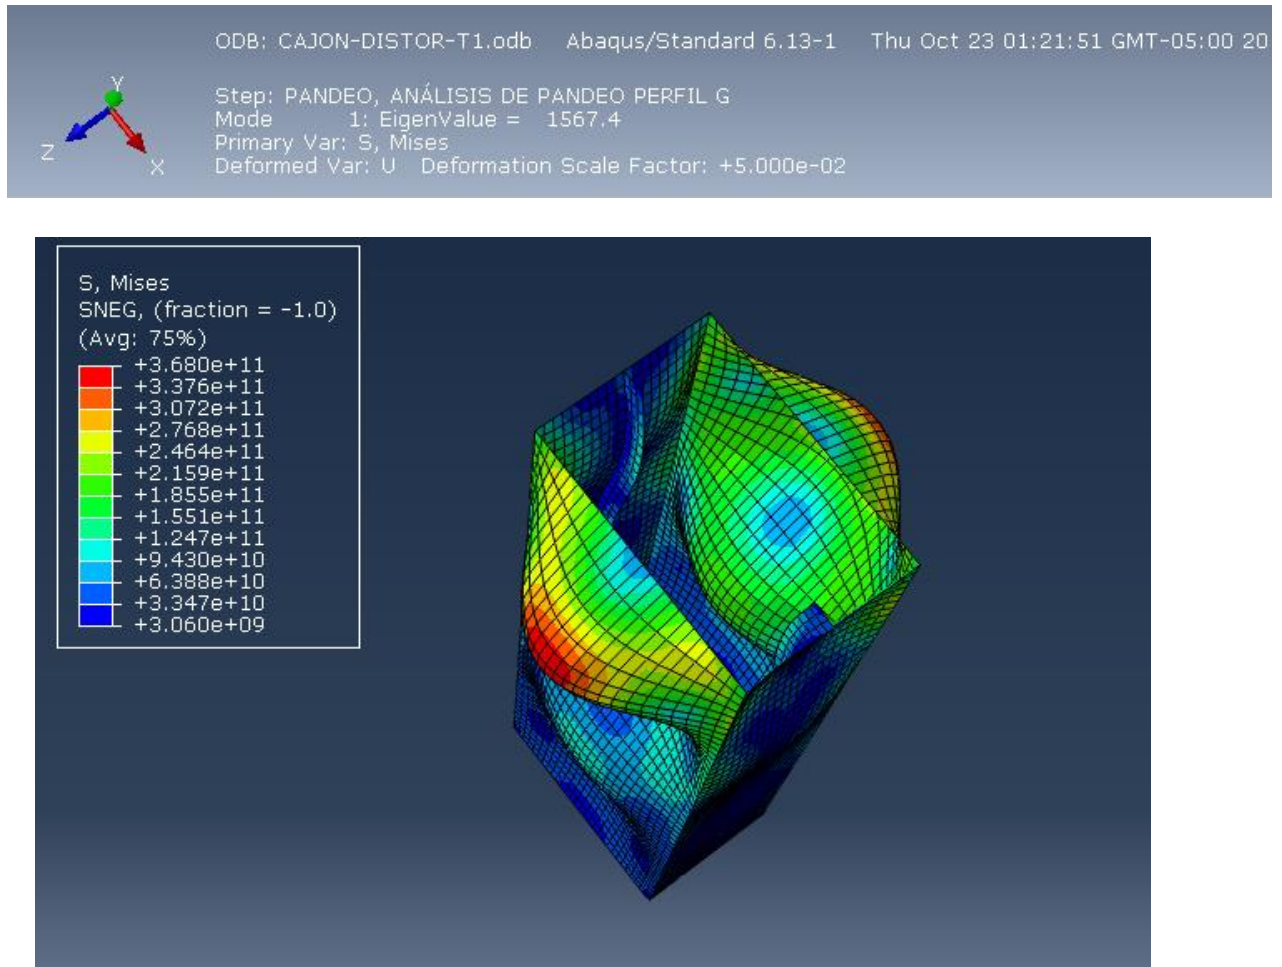 ODB: CAJON-DISTOR-T1.odb Abaqus/Standard 6.13-1 Thu Oct 23 01:21:51 GMT-05:00 20
Y
Z
X
Step: PANDEO, ANÁLISIS DE PANDEO PERFIL G
Mode 1: EigenValue = 1567.4
Primary Var: S, Mises
Deformed Var: U Deformation Scale Factor: +5.000e-02
S, Mises
SNEG, (fraction = -1.0)
(Avg: 75%)
+3.680e+11
+3.376e+11
+3.072e+11
+2.768e+11
+2.464e+11
+2.159e+11
+1.855e+11
+1.551e+11
+1.247e+11
+9.430e+10
+6.388e+10
+3.347e+10
+3.060e+09